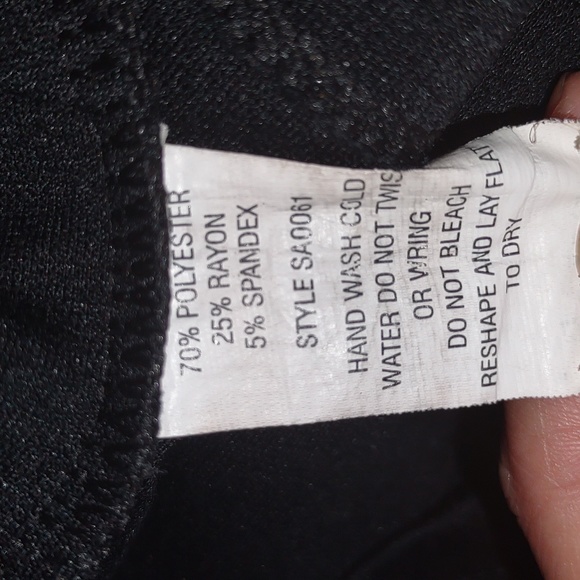 70% POLYESTER
25% RAYON
5% SPANDEX
STYLE SA0061
HAND WASH COLD
WATER DO NOT TWIS
OR WRING
DO NOT BLEACH
RESHAPE AND LAY FLAT
TO DRY